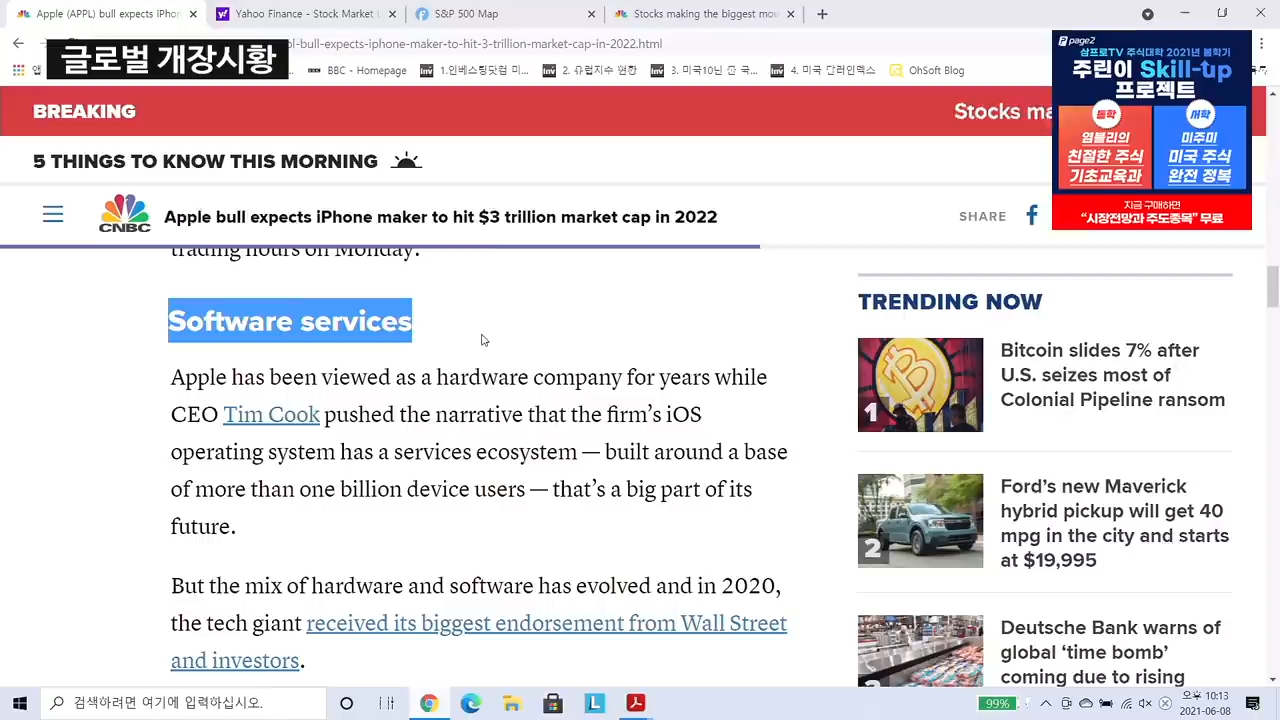 Apple (APPL) bull expects iPhon
Yahoo Finance - Stock Market L
S&P 500 Map
Stocks making the biggest mov
글로벌 개장시황
-bull-expects-iphone-maker-to-hit-3-trillion-market-cap-in-2022.html
BBC - Homepage
1.인베스팅닷컴 미...
2. 유럽지수 현황
3. 미국10년 물 국...
4. 미국 달러인덱스
OhSoft Blog
page2
삼프로TV 주식대학 2021년 봄학기
주린이 Skill-up
프로젝트
동학
염블리의
친절한 주식
기초교육과
새학
미주미
미국 주식
완전 정복
지금 구매하면
"시장전망과 주도종목" 무료
BREAKING
Stocks ma
5 THINGS TO KNOW THIS MORNING
CNBC
Apple bull expects iPhone maker to hit $3 trillion market cap in 2022
SHARE
trading hours on Monday.
Software services
Apple has been viewed as a hardware company for years while
CEO Tim Cook pushed the narrative that the firm's iOS
operating system has a services ecosystem — built around a base
of more than one billion device users — that's a big part of its
future.
But the mix of hardware and software has evolved and in 2020,
the tech giant received its biggest endorsement from Wall Street
and investors.
TRENDING NOW
1
Bitcoin slides 7% after
U.S. seizes most of
Colonial Pipeline ransom
2
Ford's new Maverick
hybrid pickup will get 40
mpg in the city and starts
at $19,995
Deutsche Bank warns of
global 'time bomb'
coming due to rising
검색하려면 여기에 입력하십시오.
99%
오후 10:13
2021-06-08